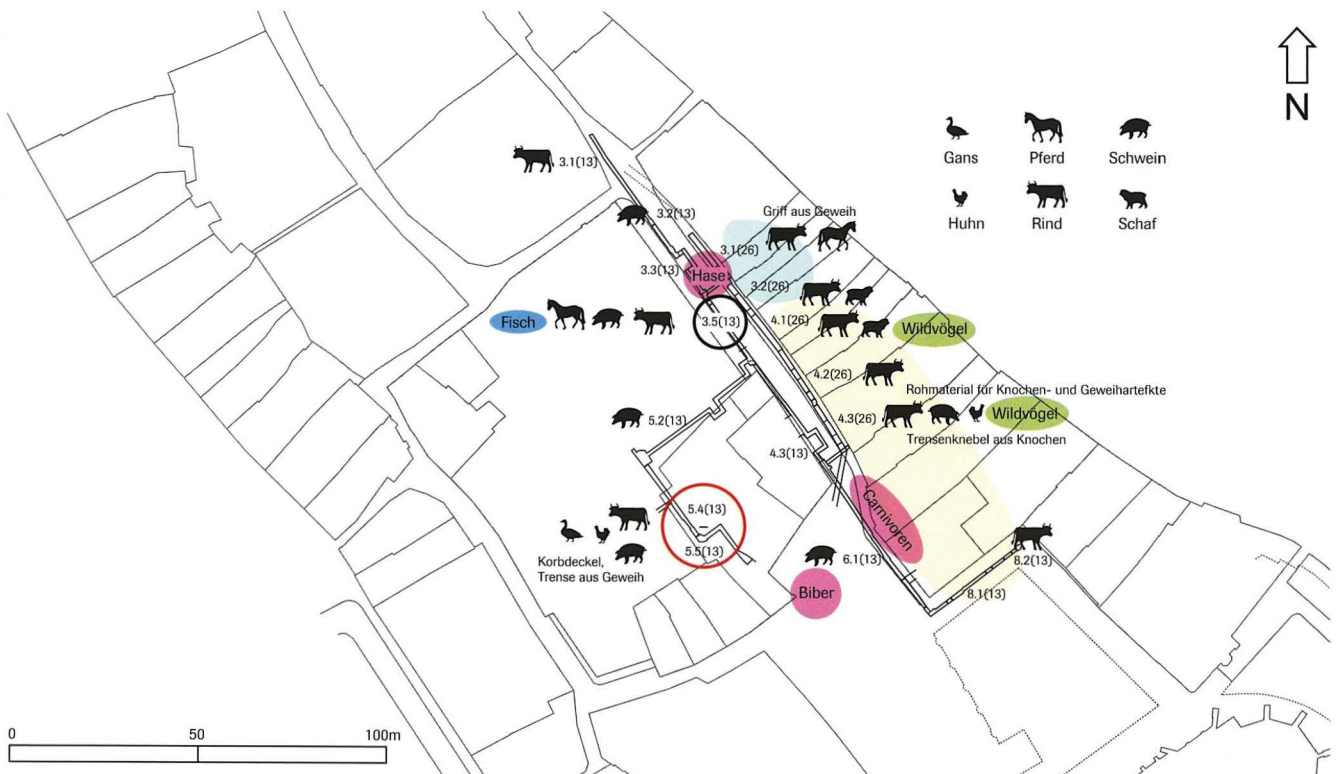 N
Gans
Pferd
Schwein
Huhn
Rind
Schaf
3.1(13)
3.2(13)
Griff aus Geweih
3.1(26)
3.3(13)
Hase
3.2(26)
Fisch
3.5(13)
4.1(26)
Wildvögel
4.2(26)
Rohmaterial für Knochen- und Geweihartefkte
5.2(13)
4.3(26)
Wildvögel
Trensenknebel aus Knochen
4.3(13)
Carnivoren
5.4(13)
5.5(13)
Korbdeckel,
Trense aus Geweih
6.1(13)
8.2(13)
Biber
8.1(13)
0
50
100m